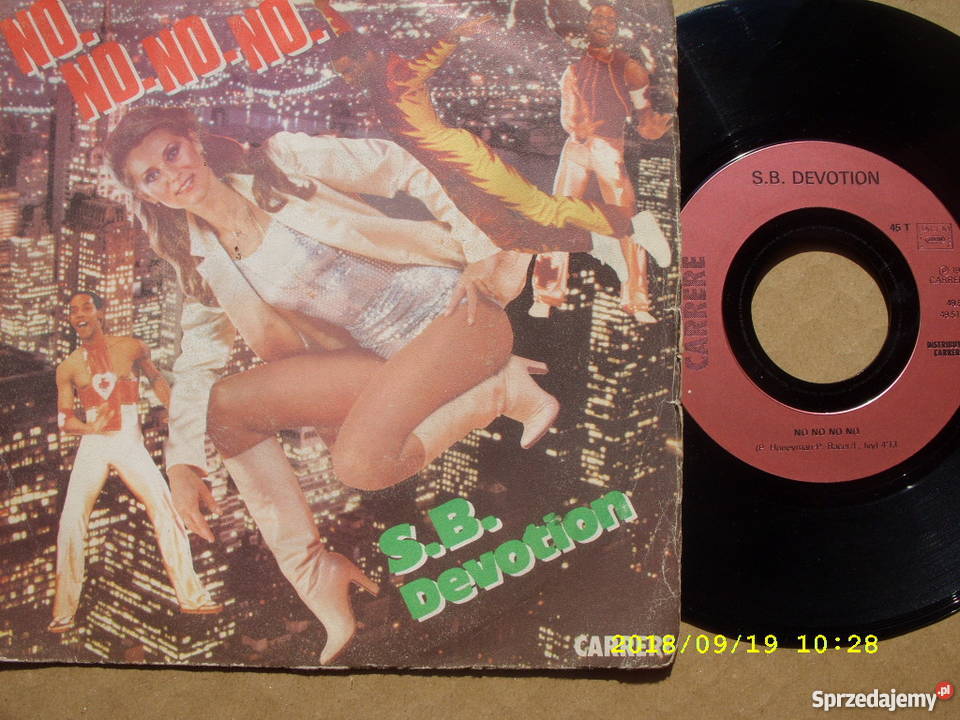 NO.
NO-NO-NO.
S.B.
Devotion
CARRERE
S.B. DEVOTION
45 T
CARRERE
CARRERE
NO NO NO NO
2018/09/19 10:28
Sprzedajemy.pl